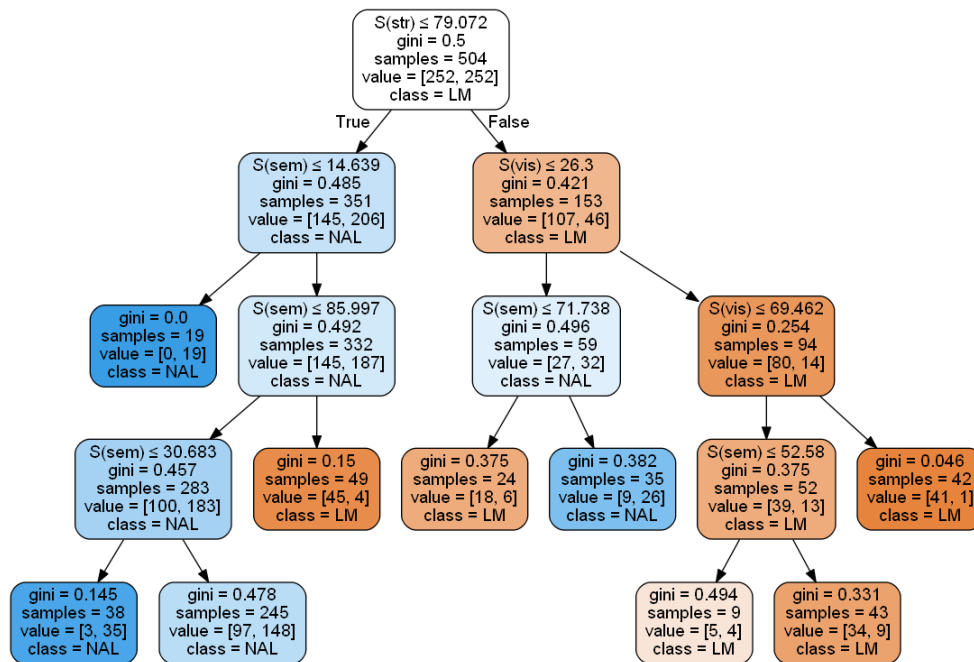 S(str) ≤ 79.072
gini = 0.5
samples = 504
value = [252, 252]
class = LM
True
False
S(sem) ≤ 14.639
gini = 0.485
samples = 351
value = [145, 206]
class = NAL
S(vis) ≤ 26.3
gini = 0.421
samples = 153
value = [107, 46]
class = LM
gini = 0.0
samples = 19
value = [0, 19]
class = NAL
S(sem) ≤ 85.997
gini = 0.492
samples = 332
value = [145, 187]
class = NAL
S(sem) ≤ 71.738
gini = 0.496
samples = 59
value = [27, 32]
class = NAL
S(vis) ≤ 69.462
gini = 0.254
samples = 94
value = [80, 14]
class = LM
S(sem) ≤ 30.683
gini = 0.457
samples = 283
value = [100, 183]
class = NAL
gini = 0.15
samples = 49
value = [45, 4]
class = LM
gini = 0.375
samples = 24
value = [18, 6]
class = LM
gini = 0.382
samples = 35
value = [9, 26]
class = NAL
S(sem) ≤ 52.58
gini = 0.375
samples = 52
value = [39, 13]
class = LM
gini = 0.046
samples = 42
value = [41, 1]
class = LM
gini = 0.145
samples = 38
value = [3, 35]
class = NAL
gini = 0.478
samples = 245
value = [97, 148]
class = NAL
gini = 0.494
samples = 9
value = [5, 4]
class = LM
gini = 0.331
samples = 43
value = [34, 9]
class = LM